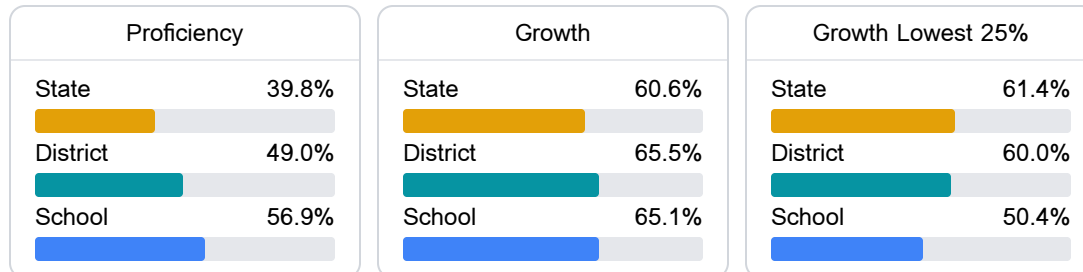 Proficiency
State 39.8%
District 49.0%
School 56.9%
Growth
State 60.6%
District 65.5%
School 65.1%
Growth Lowest 25%
State 61.4%
District 60.0%
School 50.4%